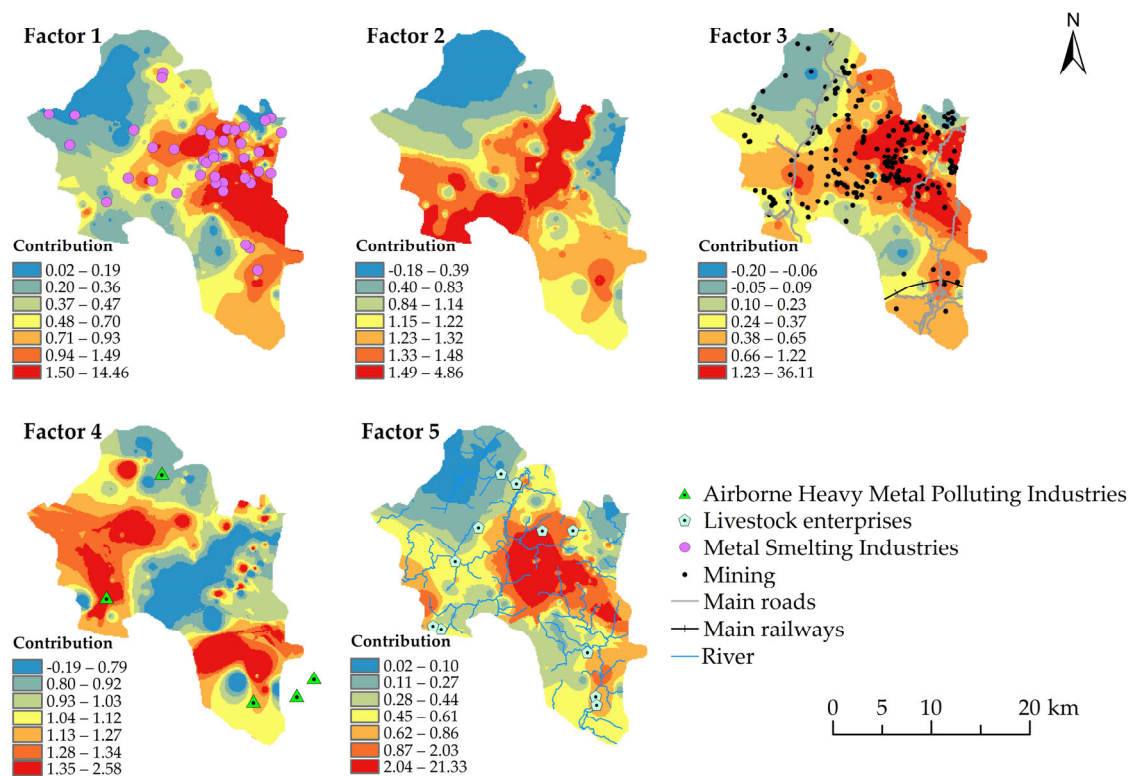 Factor 1
Contribution
0.02 – 0.19
0.20 – 0.36
0.37 – 0.47
0.48 – 0.70
0.71 – 0.93
0.94 – 1.49
1.50 – 14.46
Factor 2
Contribution
-0.18 – 0.39
0.40 – 0.83
0.84 – 1.14
1.15 – 1.22
1.23 – 1.32
1.33 – 1.48
1.49 – 4.86
Factor 3
Contribution
-0.20 – -0.06
-0.05 – -0.09
0.10 – 0.23
0.24 – 0.37
0.38 – 0.65
0.66 – 1.22
1.23 – 36.11
N
Factor 4
Contribution
-0.19 – 0.79
0.80 – 0.92
0.93 – 1.03
1.04 – 1.12
1.13 – 1.27
1.28 – 1.34
1.35 – 2.58
Factor 5
Contribution
0.02 – 0.10
0.11 – 0.27
0.28 – 0.44
0.45 – 0.61
0.62 – 0.86
0.87 – 2.03
2.04 – 21.33
Airborne Heavy Metal Polluting Industries
Livestock enterprises
Metal Smelting Industries
Mining
Main roads
Main railways
River
0 5 10 20 km